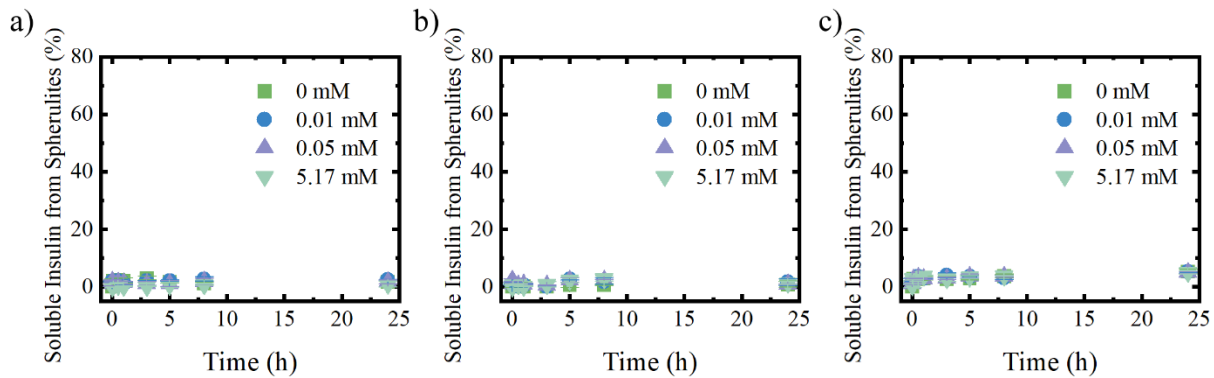 a)
Soluble Insulin from Spherulites (%)
80
60
40
20
0
0 mM
0.01 mM
0.05 mM
5.17 mM
0 5 10 15 20 25
Time (h)
b)
Soluble Insulin from Spherulites (%)
80
60
40
20
0
0 mM
0.01 mM
0.05 mM
5.17 mM
0 5 10 15 20 25
Time (h)
c)
Soluble Insulin from Spherulites (%)
80
60
40
20
0
0 mM
0.01 mM
0.05 mM
5.17 mM
0 5 10 15 20 25
Time (h)